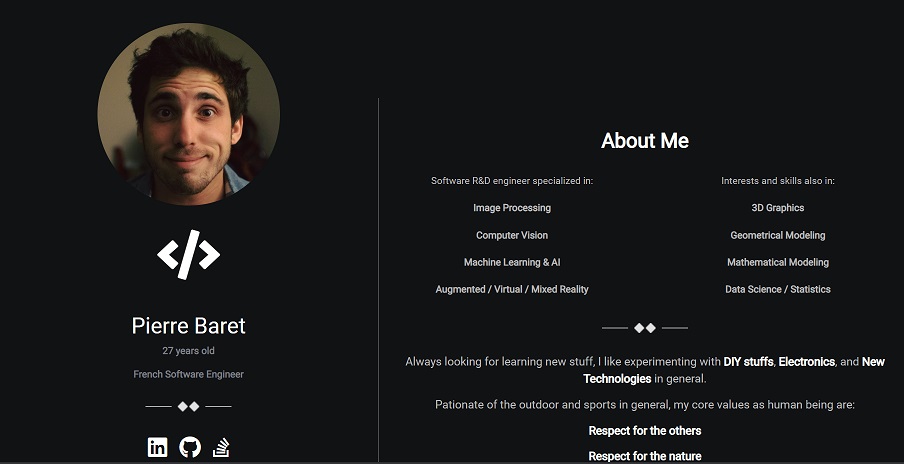 Pierre Baret
27 years old
French Software Engineer
in
About Me
Software R&D engineer specialized in:
Image Processing
Computer Vision
Machine Learning & AI
Augmented / Virtual / Mixed Reality
Interests and skills also in:
3D Graphics
Geometrical Modeling
Mathematical Modeling
Data Science / Statistics
Always looking for learning new stuff, I like experimenting with DIY stuffs, Electronics, and New
Technologies in general.
Pationate of the outdoor and sports in general, my core values as human being are:
Respect for the others
Respect for the nature